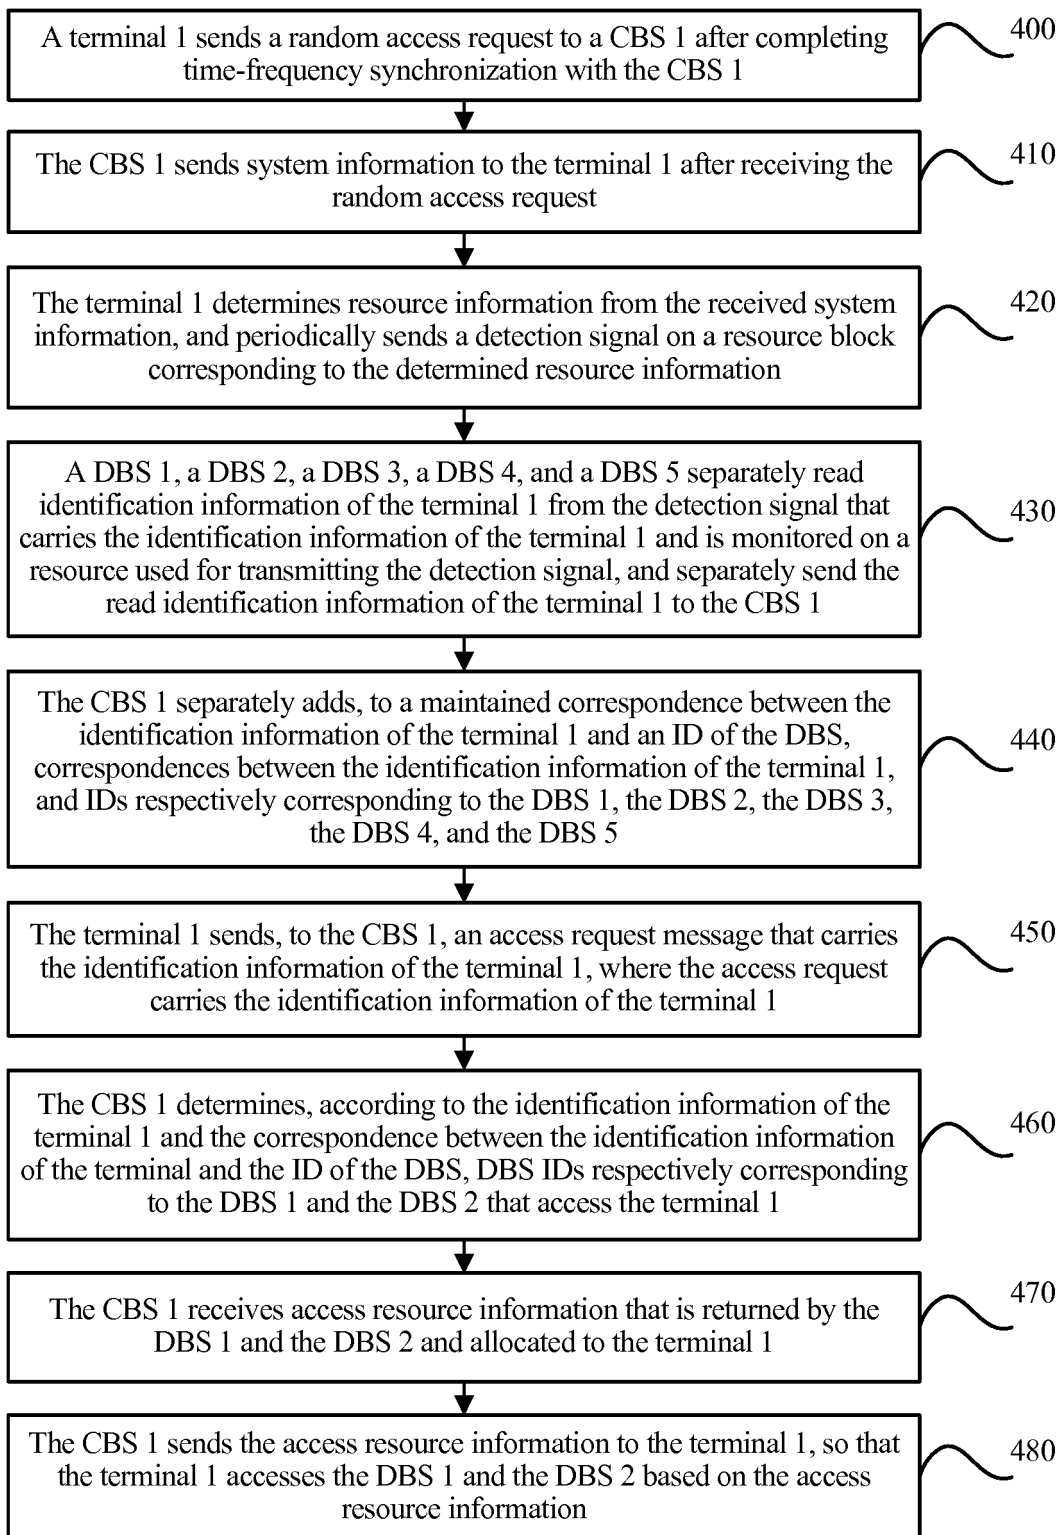 A terminal 1 sends a random access request to a CBS 1 after completing
time-frequency synchronization with the CBS 1
400
The CBS 1 sends system information to the terminal 1 after receiving the
random access request
410
The terminal 1 determines resource information from the received system
information, and periodically sends a detection signal on a resource block
corresponding to the determined resource information
420
A DBS 1, a DBS 2, a DBS 3, a DBS 4, and a DBS 5 separately read
identification information of the terminal 1 from the detection signal that
carries the identification information of the terminal 1 and is monitored on a
resource used for transmitting the detection signal, and separately send the
read identification information of the terminal 1 to the CBS 1
430
The CBS 1 separately adds, to a maintained correspondence between the
identification information of the terminal 1 and an ID of the DBS,
correspondences between the identification information of the terminal 1,
and IDs respectively corresponding to the DBS 1, the DBS 2, the DBS 3,
the DBS 4, and the DBS 5
440
The terminal 1 sends, to the CBS 1, an access request message that carries
the identification information of the terminal 1, where the access request
carries the identification information of the terminal 1
450
The CBS 1 determines, according to the identification information of the
terminal 1 and the correspondence between the identification information
of the terminal and the ID of the DBS, DBS IDs respectively corresponding
to the DBS 1 and the DBS 2 that access the terminal 1
460
The CBS 1 receives access resource information that is returned by the
DBS 1 and the DBS 2 and allocated to the terminal 1
470
The CBS 1 sends the access resource information to the terminal 1, so that
the terminal 1 accesses the DBS 1 and the DBS 2 based on the access
resource information
480